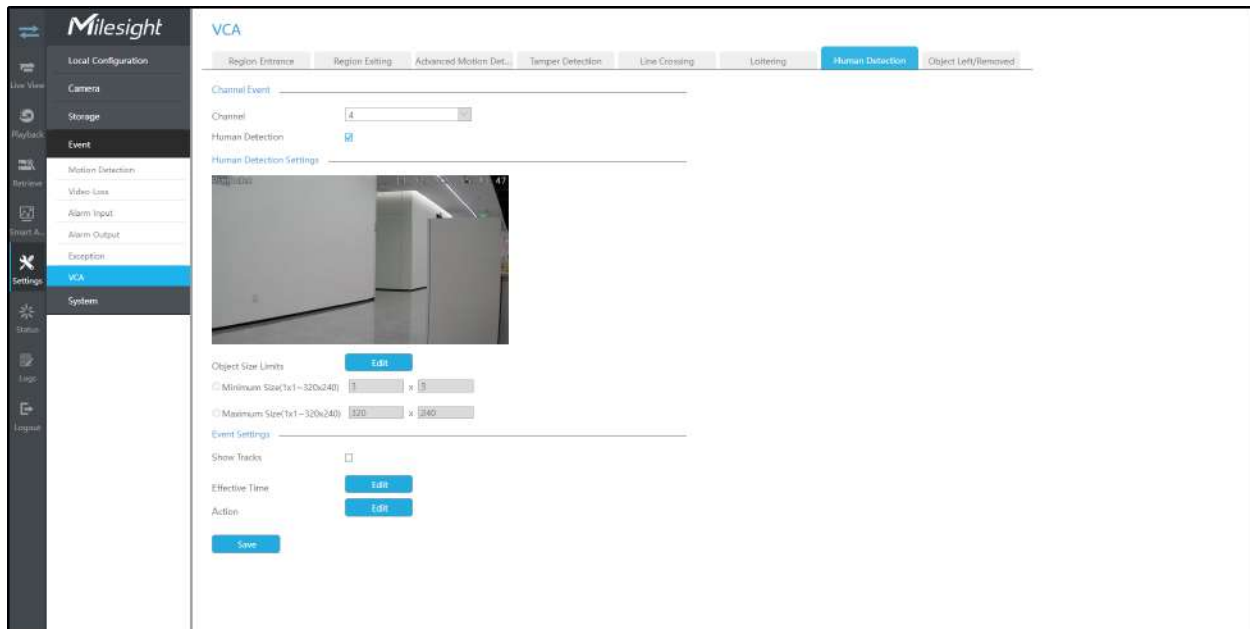 Milesight
Local Configuration
Camera
Storage
Event
Motion Detection
Video Loss
Alarm Input
Alarm Output
Exception
VCA
System
Live View
Playback
Retrieve
Smart A...
Settings
Status
Logs
Logout
VCA
Region Entrance
Region Exiting
Advanced Motion Det...
Tamper Detection
Line Crossing
Loitering
Human Detection
Object Left/Removed
Channel Event
Channel
4
Human Detection
Human Detection Settings
47
Object Size Limits
Edit
Minimum Size(1x1~320x240) 3 x 3
Maximum Size(1x1~320x240) 320 x 240
Event Settings
Show Tracks
Effective Time
Edit
Action
Edit
Save